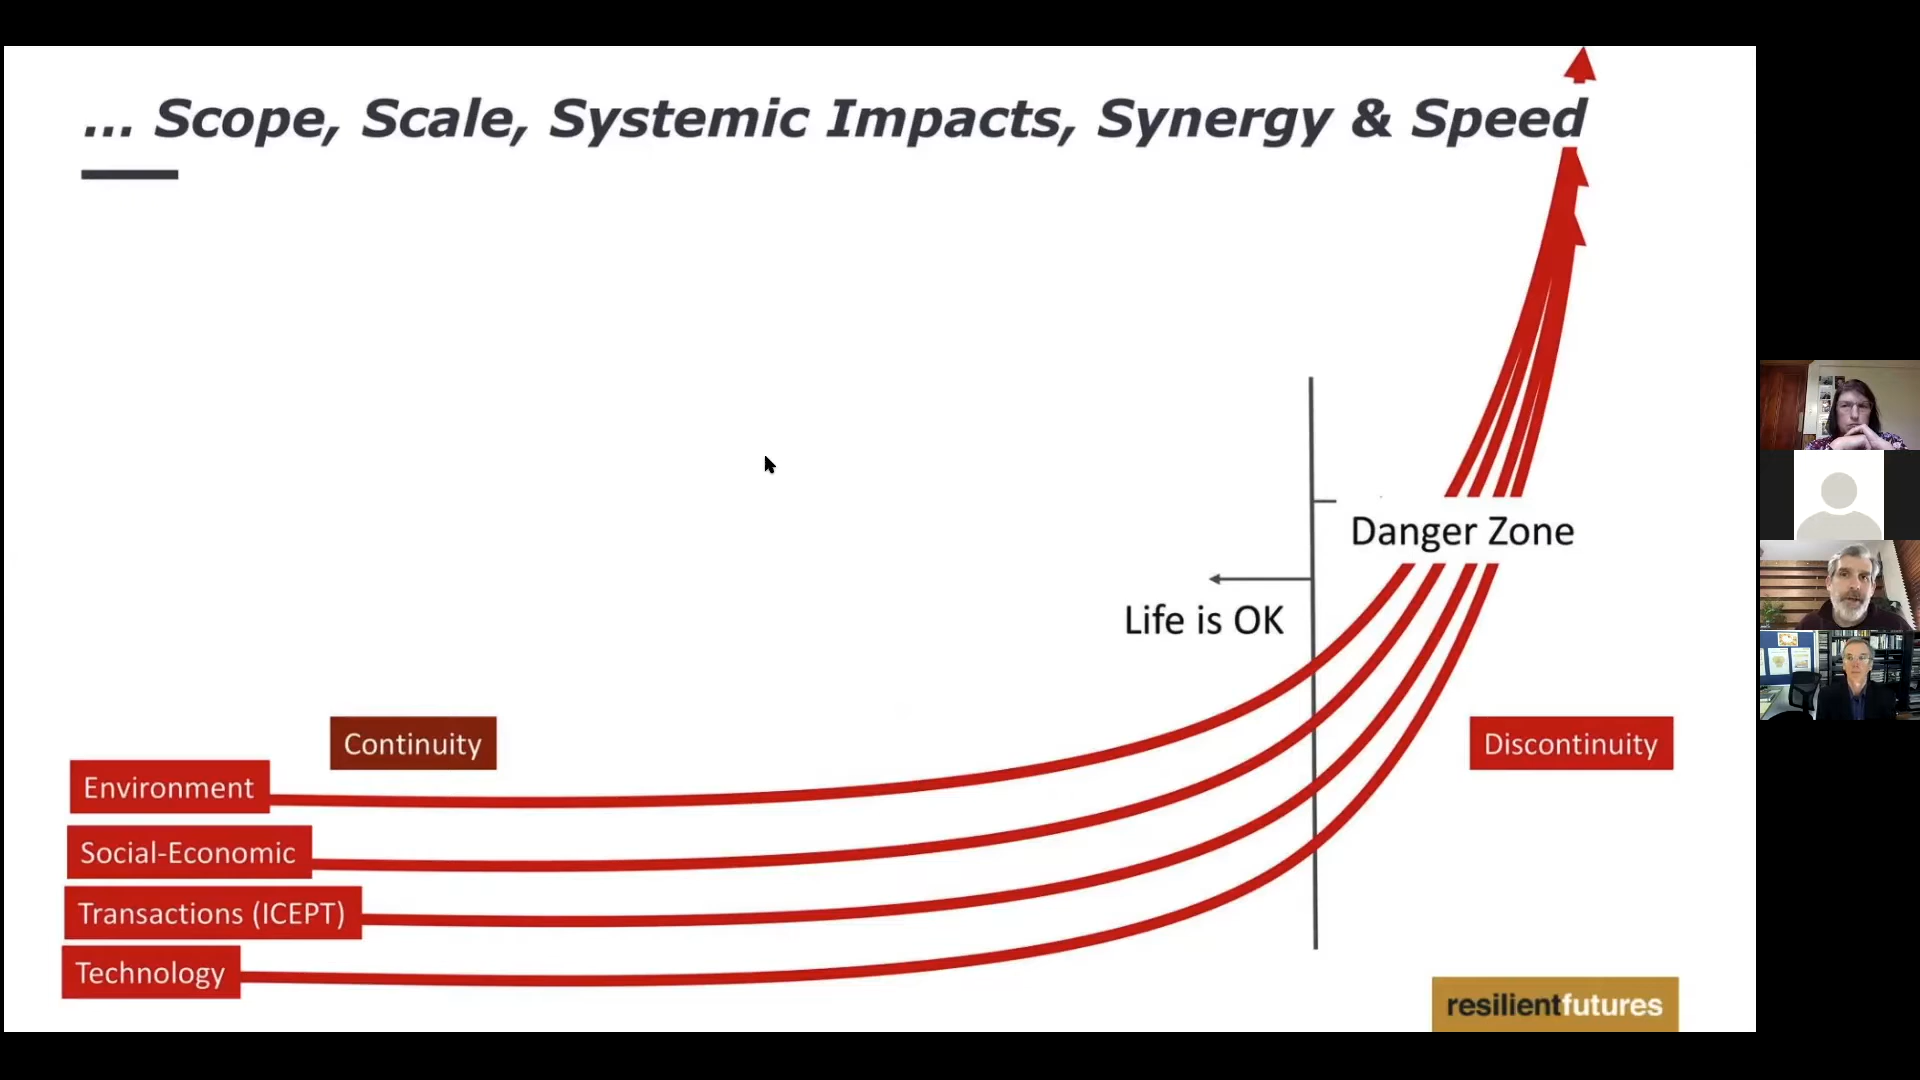 ... Scope, Scale, Systemic Impacts, Synergy & Speed
Danger Zone
Life is OK
Continuity
Discontinuity
Environment
Social-Economic
Transactions (ICEPT)
Technology
resilientfutures